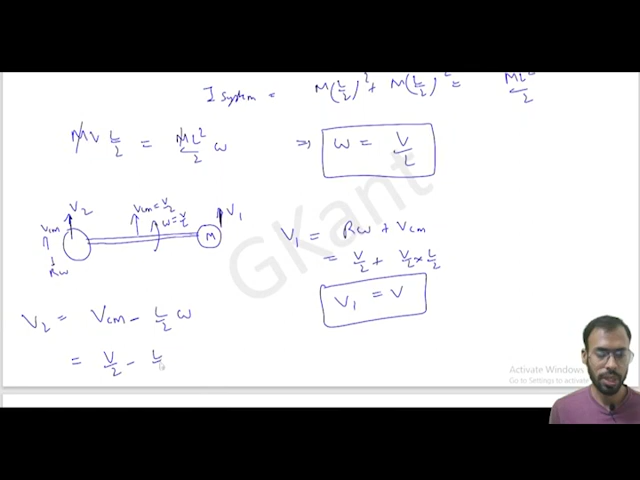 I system = M(L/2)² + M(L/2)² = ML²/2
MV L/2 = ML²/2 ω ⇒ ω = V/L
V2
Vcm
Rω
Vcm = V/2
ω = V/L
V1
M
V1 = Rω + Vcm
= V/2 + V/2 × L/2
V1 = V
V2 = Vcm - L/2 ω
= V/2 - L/
GKant
Activate Windows
Go to Settings to activate